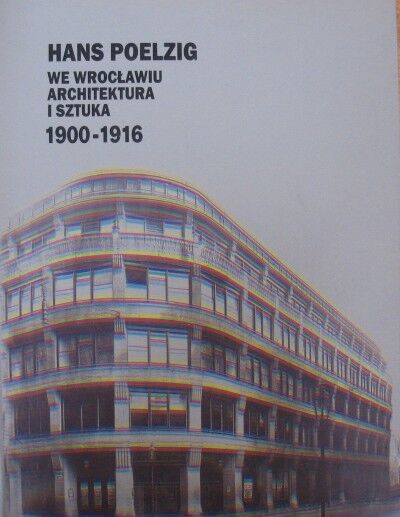 HANS POELZIG
WE WROCŁAWIU
ARCHITEKTURA
I SZTUKA
1900-1916